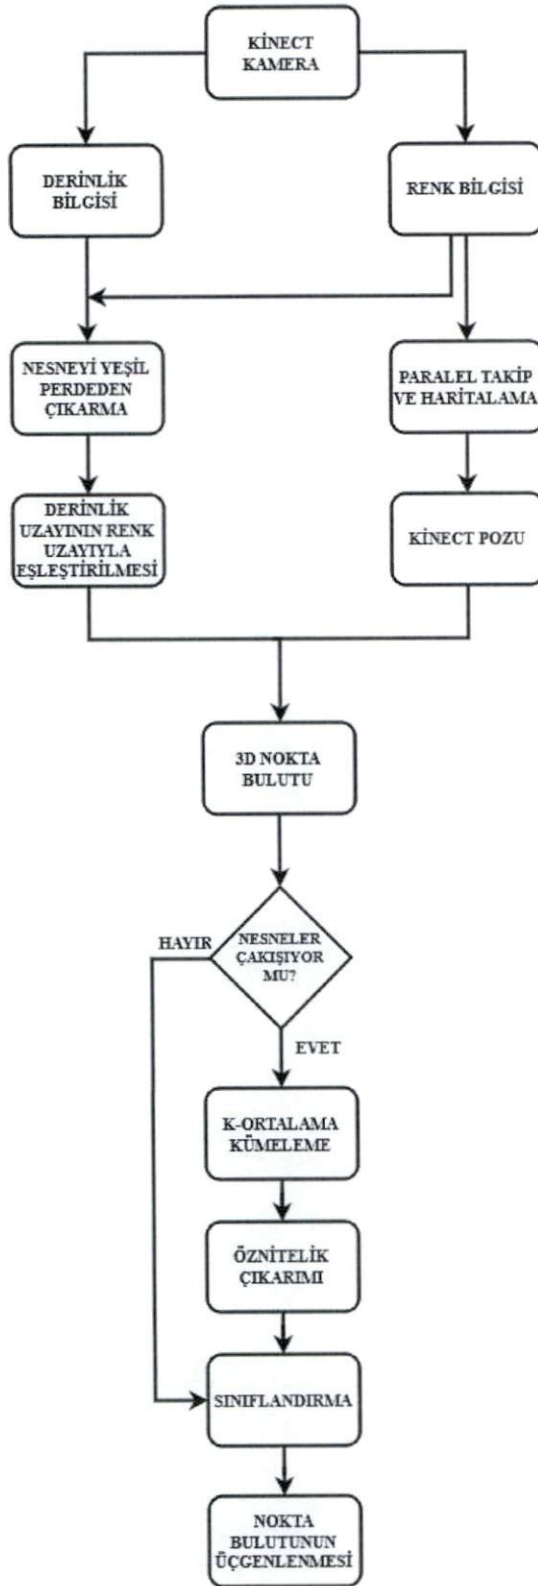 KİNECT
KAMERA
DERİNLİK
BİLGİSİ
RENK BİLGİSİ
NESNEYİ YEŞİL
PERDEDEN
ÇIKARMA
PARALEL TAKİP
VE HARİTALAMA
DERİNLİK
UZAYININ RENK
UZAYIYLA
EŞLEŞTİRİLMESİ
KİNECT POZU
3D NOKTA
BULUTU
NESNELER
ÇAKIŞIYOR
MU?
HAYIR
EVET
K-ORTALAMA
KÜMELEME
ÖZNİTELİK
ÇIKARIMI
SINIFLANDIRMA
NOKTA
BULUTUNUN
ÜÇGENLENMESİ